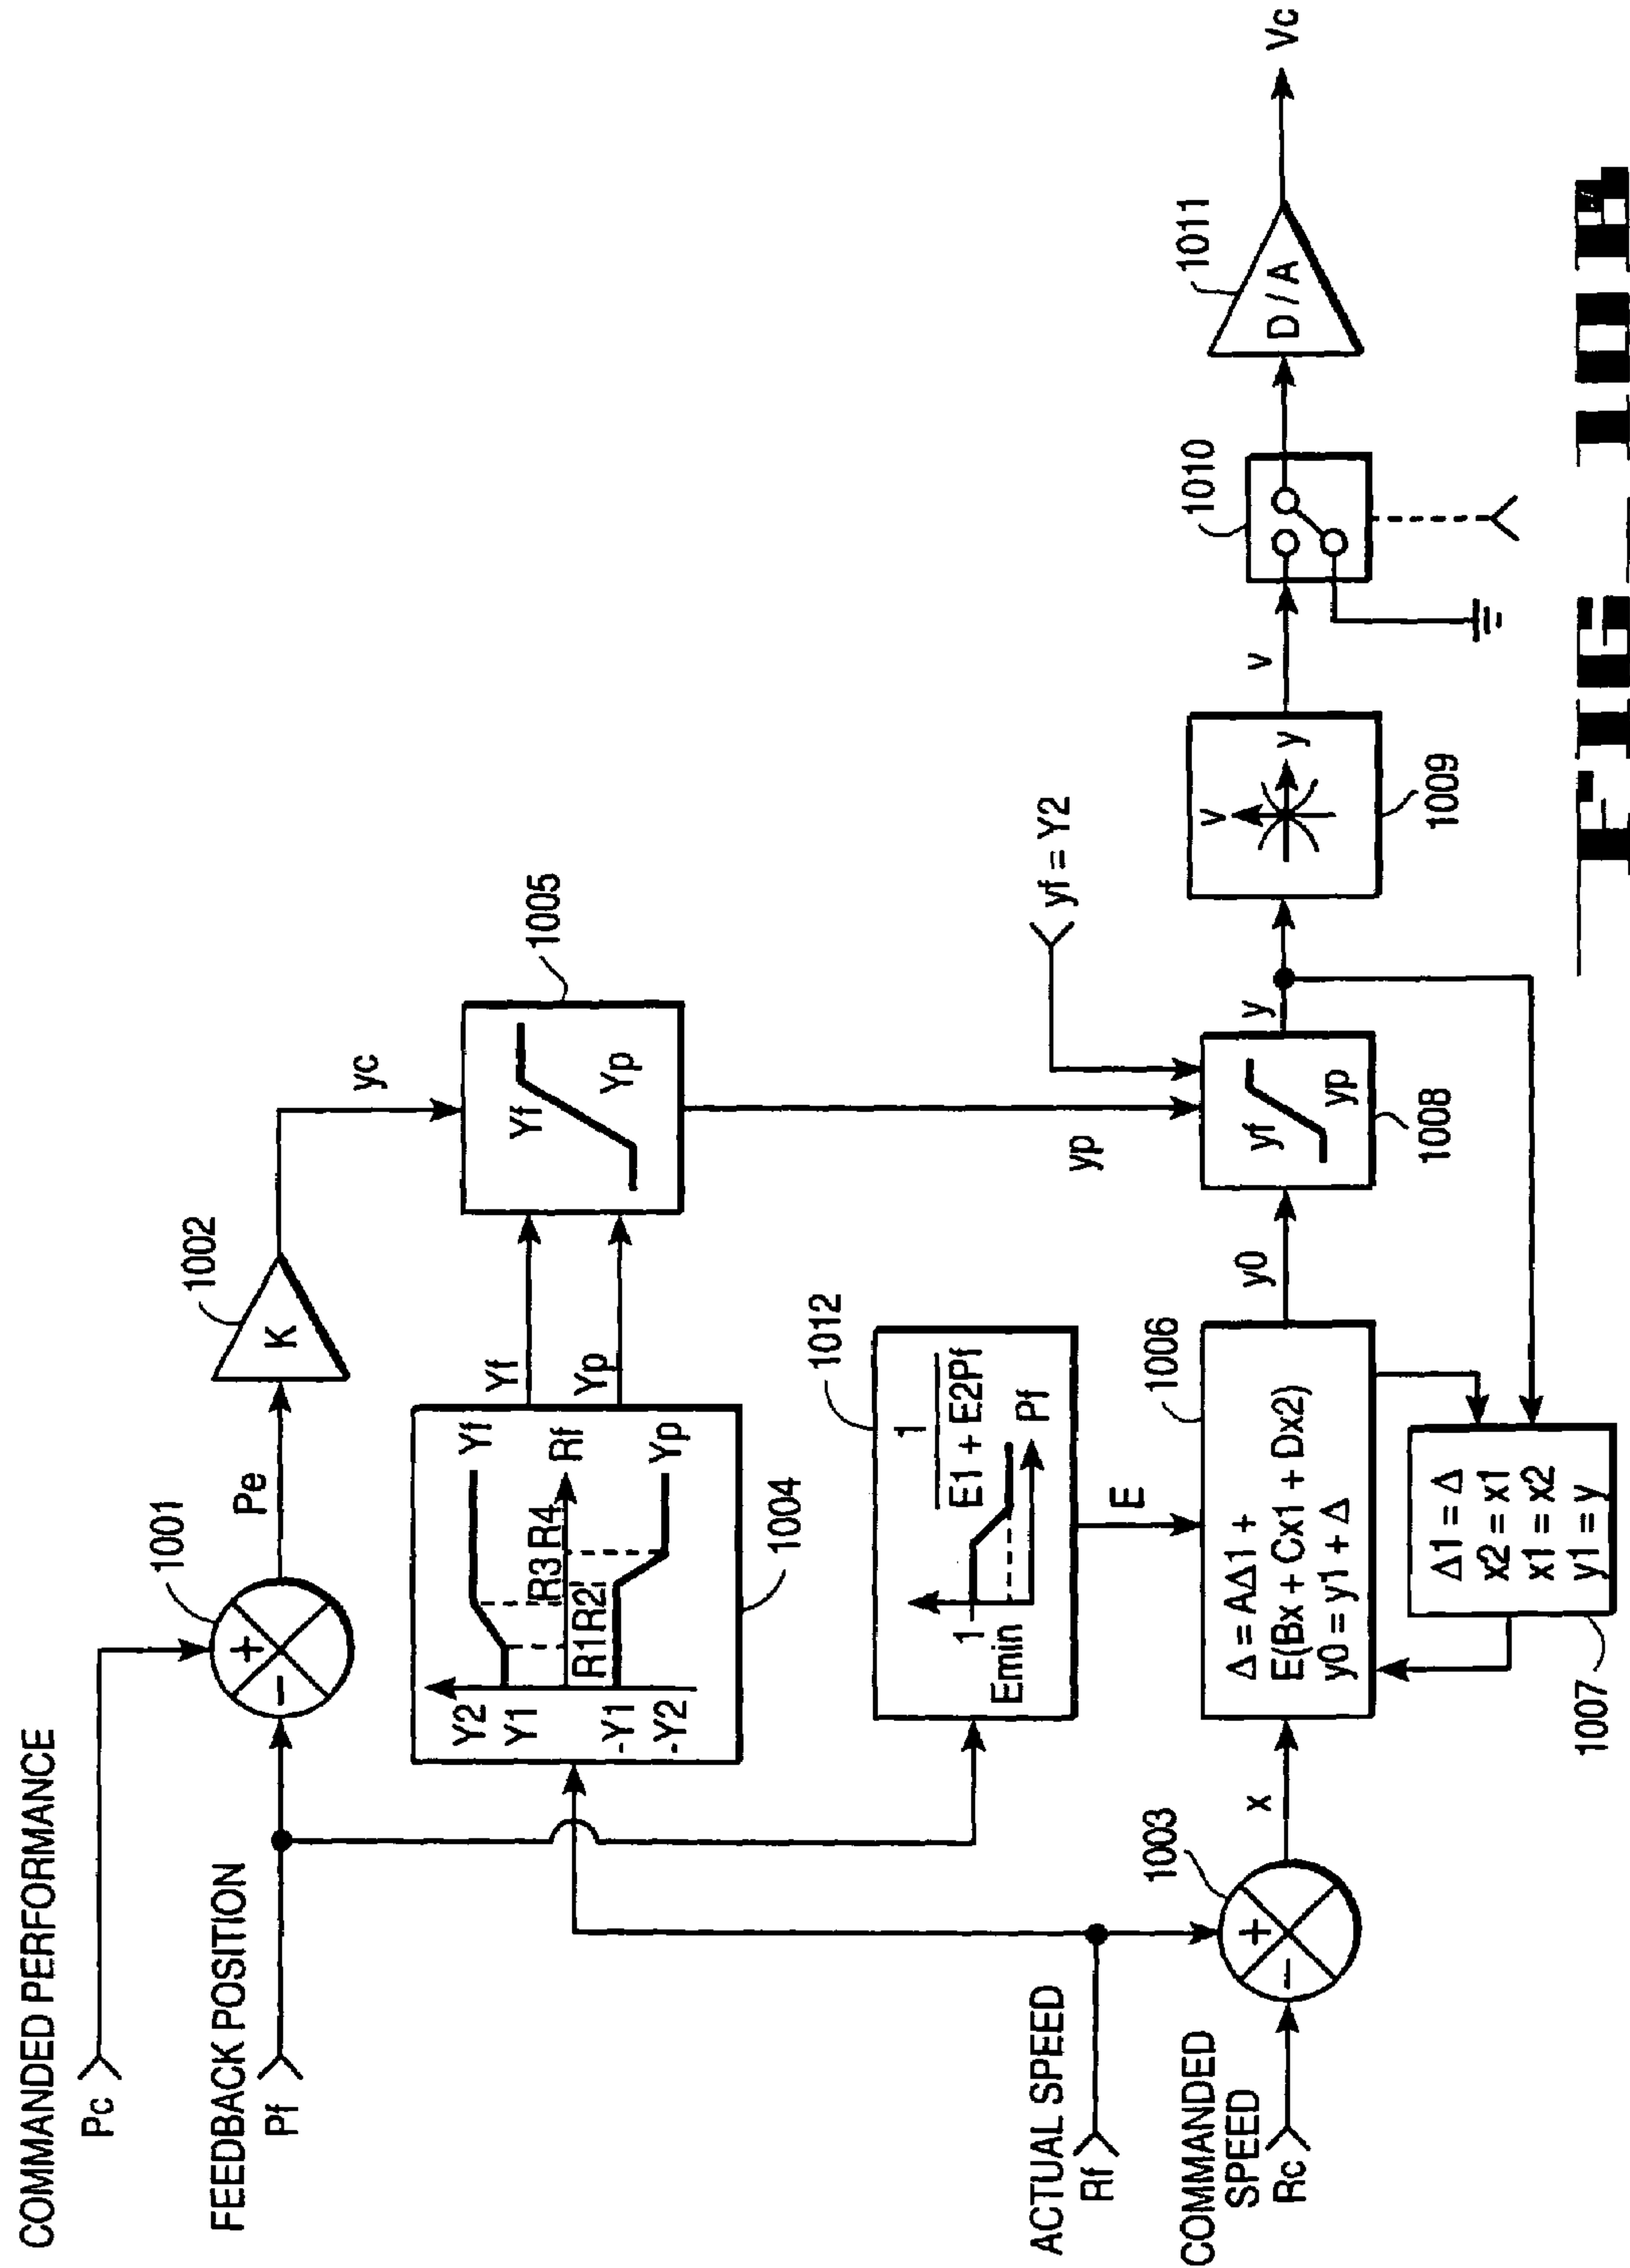 COMMANDED PERFORMANCE
Pc
FEEDBACK POSITION
Pf
+
-
1001
Pe
K
1002
yc
Y2
Y1
-Y1
-Y2
R1 R2 R3 R4
Rf
Yf
Yp
1004
Yf
Yp
Yf
Yp
1005
1
E1 + E2Pf
1
Emin
Pf
1012
E
yp
yf = Y2
ACTUAL SPEED
Rf
COMMANDED
SPEED
Rc
+
-
1003
x
Δ = AΔ1 +
E(Bx + Cx1 + Dx2)
y0 = y1 + Δ
1006
Δ1 = Δ
x2 = x1
x1 = x2
y1 = y
1007
y0
yf
yp
1008
y
v
y
1009
v
1010
D / A
1011
Vc